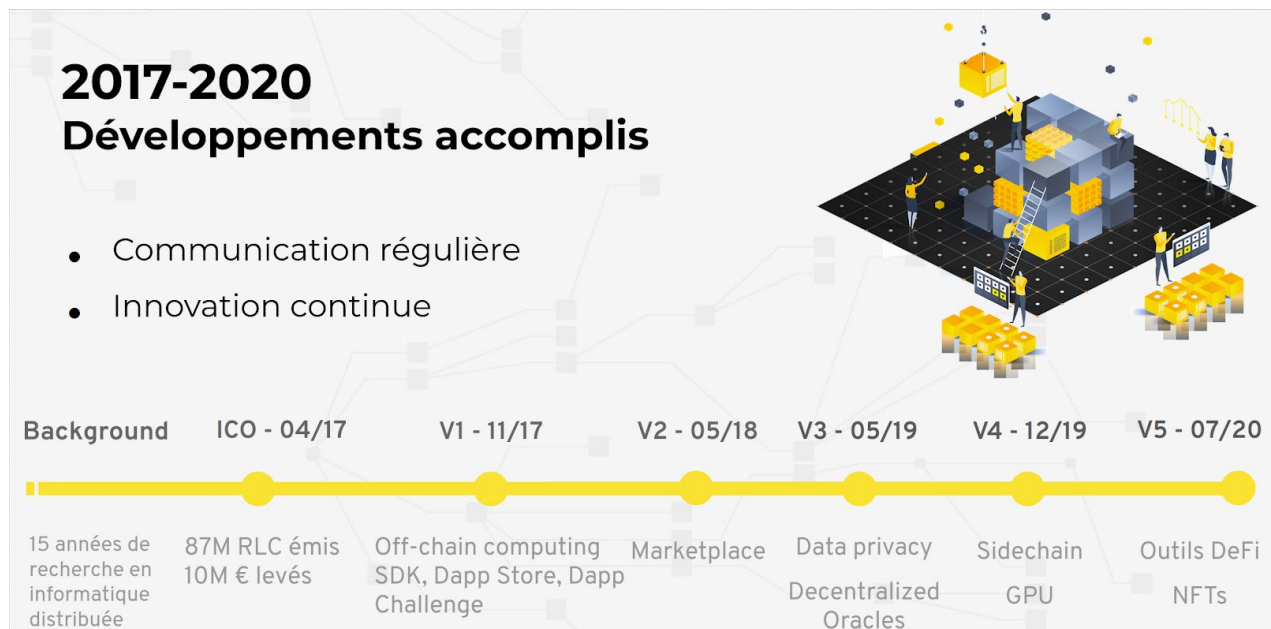 2017-2020
Développements accomplis
• Communication régulière
• Innovation continue
Background
ICO - 04/17
V1 - 11/17
V2 - 05/18
V3 - 05/19
V4 - 12/19
V5 - 07/20
15 années de
recherche en
informatique
distribuée
87M RLC émis
10M € levés
Off-chain computing
SDK, Dapp Store, Dapp
Challenge
Marketplace
Data privacy
Decentralized
Oracles
Sidechain
GPU
Outils DeFi
NFTs